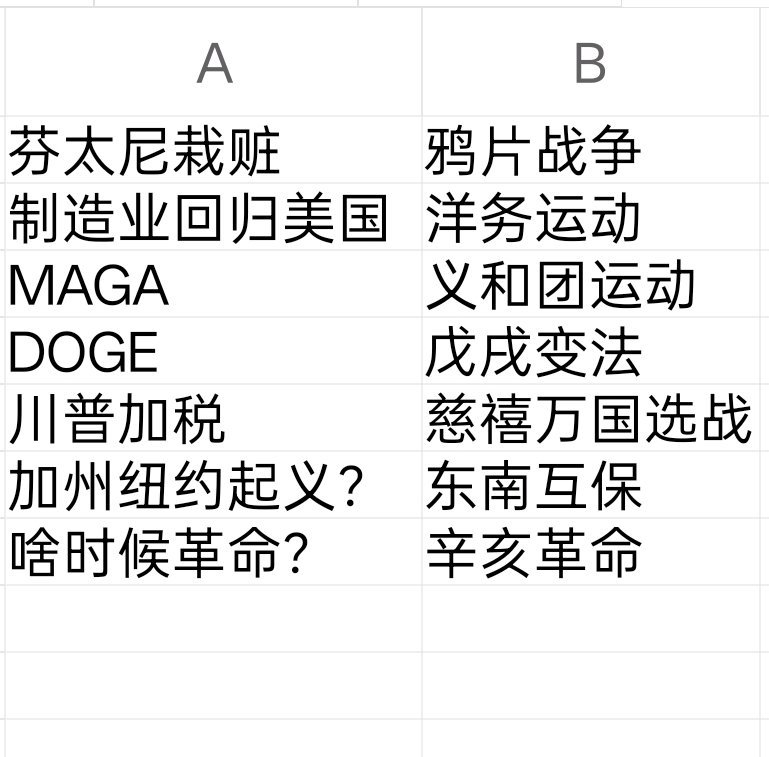 A B
芬太尼栽赃 鸦片战争
制造业回归美国 洋务运动
MAGA 义和团运动
DOGE 戊戌变法
川普加税 慈禧万国选战
加州纽约起义？ 东南互保
啥时候革命？ 辛亥革命